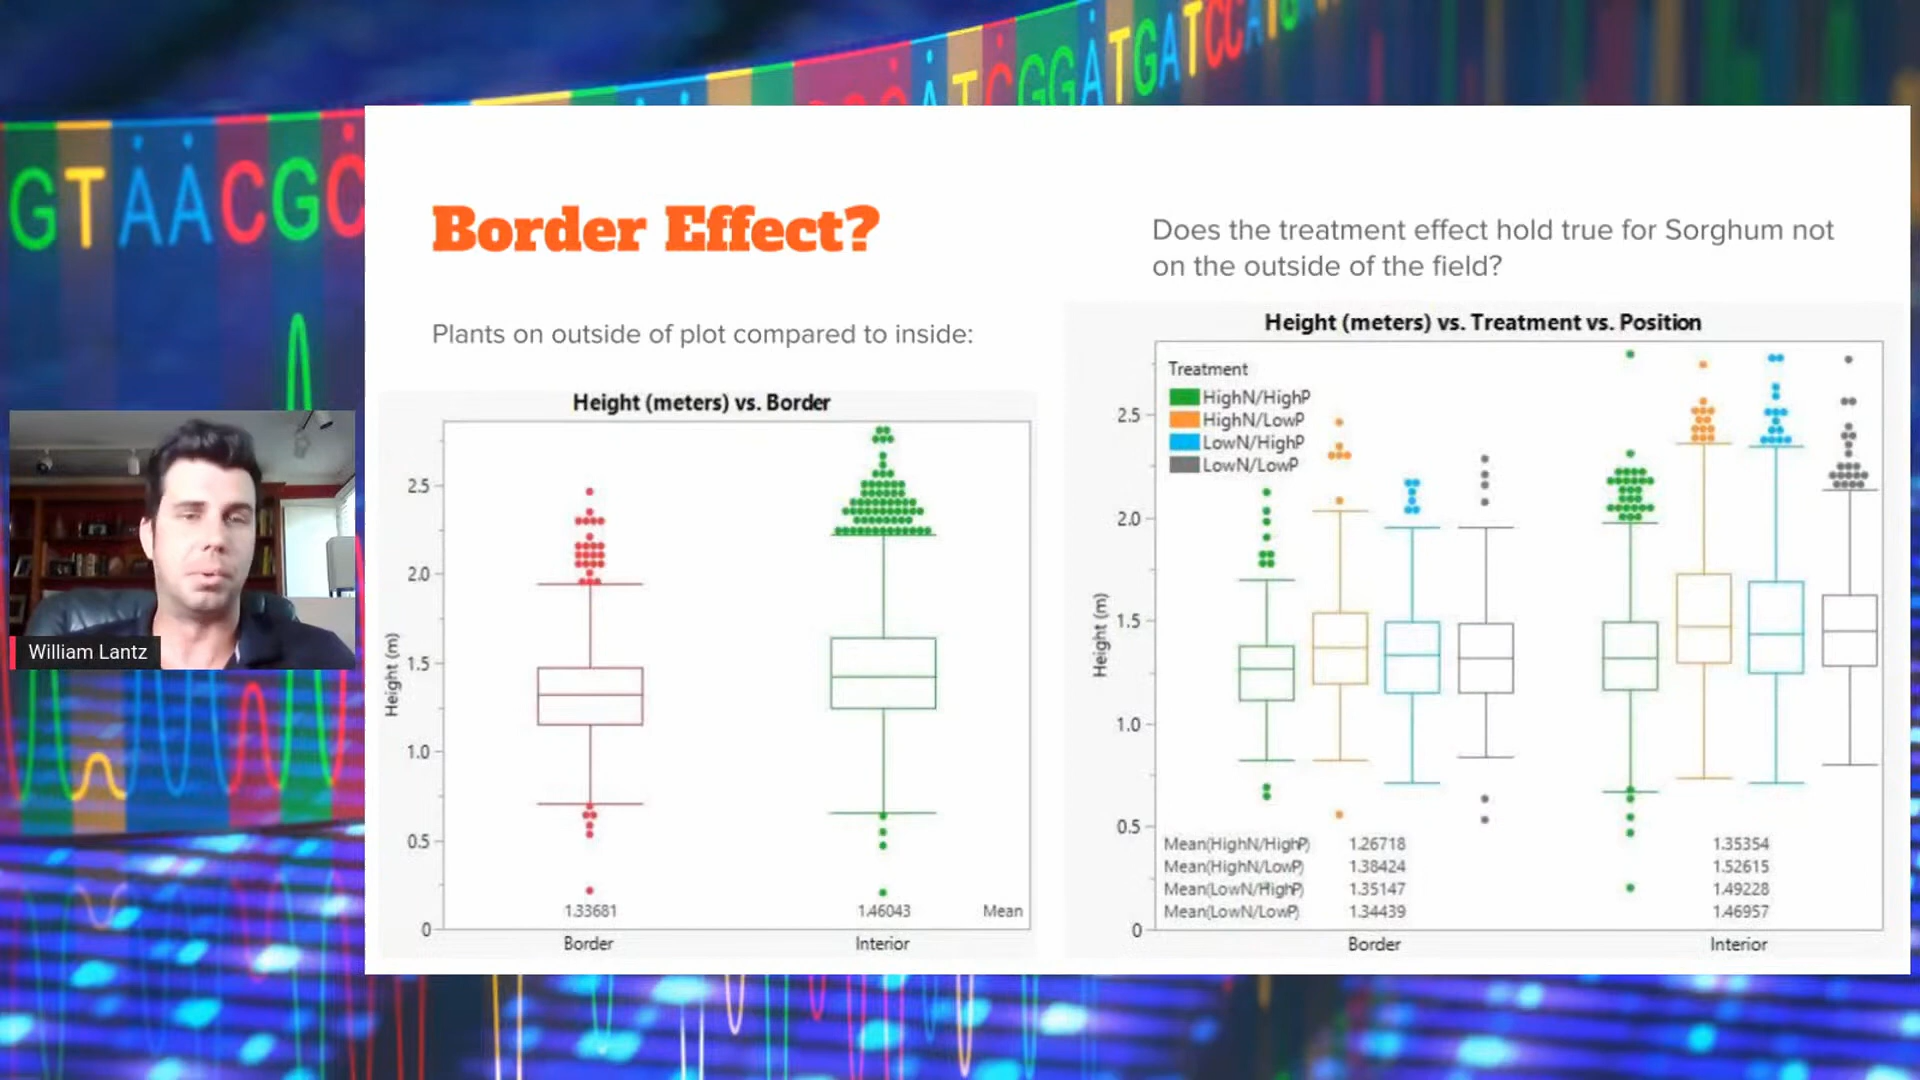 GTAACGC
ATCGGATGATCCATG
Border Effect?
Plants on outside of plot compared to inside:
Height (meters) vs. Border
Height (m)
2.5
2.0
1.5
1.0
0.5
0
1.33681
1.46043
Mean
Border
Interior
Does the treatment effect hold true for Sorghum not
on the outside of the field?
Height (meters) vs. Treatment vs. Position
Treatment
HighN/HighP
HighN/LowP
LowN/HighP
LowN/LowP
Height (m)
2.5
2.0
1.5
1.0
0.5
0
Mean(HighN/HighP) 1.26718 1.35354
Mean(HighN/LowP) 1.38424 1.52615
Mean(LowN/HighP) 1.35147 1.49228
Mean(LowN/LowP) 1.34439 1.46957
Border
Interior
William Lantz